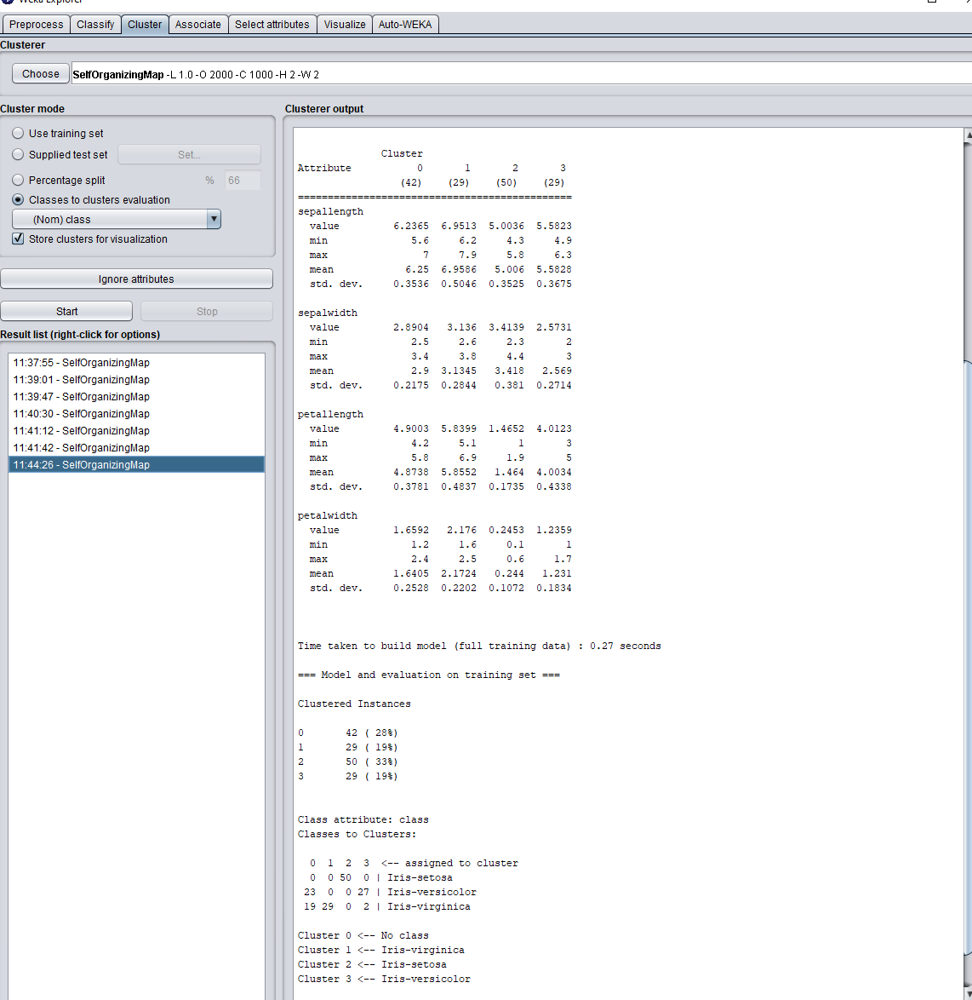 Weka Explorer
Preprocess Classify Cluster Associate Select attributes Visualize Auto-WEKA
Clusterer
Choose SelfOrganizingMap -L 1.0 -O 2000 -C 1000 -H 2 -W 2
Cluster mode
Use training set
Supplied test set Set...
Percentage split % 66
Classes to clusters evaluation
(Nom) class
Store clusters for visualization
Ignore attributes
Start Stop
Result list (right-click for options)
11:37:55 - SelfOrganizingMap
11:39:01 - SelfOrganizingMap
11:39:47 - SelfOrganizingMap
11:40:30 - SelfOrganizingMap
11:41:12 - SelfOrganizingMap
11:41:42 - SelfOrganizingMap
11:44:26 - SelfOrganizingMap
Clusterer output
Cluster
Attribute 0 1 2 3
(42) (29) (50) (29)
==============================================
sepallength
value 6.2365 6.9513 5.0036 5.5823
min 5.6 6.2 4.3 4.9
max 7 7.9 5.8 6.3
mean 6.25 6.9586 5.006 5.5828
std. dev. 0.3536 0.5046 0.3525 0.3675
sepalwidth
value 2.8904 3.136 3.4139 2.5731
min 2.5 2.6 2.3 2
max 3.4 3.8 4.4 3
mean 2.9 3.1345 3.418 2.569
std. dev. 0.2175 0.2844 0.381 0.2714
petallength
value 4.9003 5.8399 1.4652 4.0123
min 4.2 5.1 1 3
max 5.8 6.9 1.9 5
mean 4.8738 5.8552 1.464 4.0034
std. dev. 0.3781 0.4837 0.1735 0.4338
petalwidth
value 1.6592 2.176 0.2453 1.2359
min 1.2 1.6 0.1 1
max 2.4 2.5 0.6 1.7
mean 1.6405 2.1724 0.244 1.231
std. dev. 0.2528 0.2202 0.1072 0.1834
Time taken to build model (full training data) : 0.27 seconds
=== Model and evaluation on training set ===
Clustered Instances
0 42 ( 28%)
1 29 ( 19%)
2 50 ( 33%)
3 29 ( 19%)
Class attribute: class
Classes to Clusters:
0 1 2 3 <-- assigned to cluster
0 0 50 0 | Iris-setosa
23 0 0 27 | Iris-versicolor
19 29 0 2 | Iris-virginica
Cluster 0 <-- No class
Cluster 1 <-- Iris-virginica
Cluster 2 <-- Iris-setosa
Cluster 3 <-- Iris-versicolor